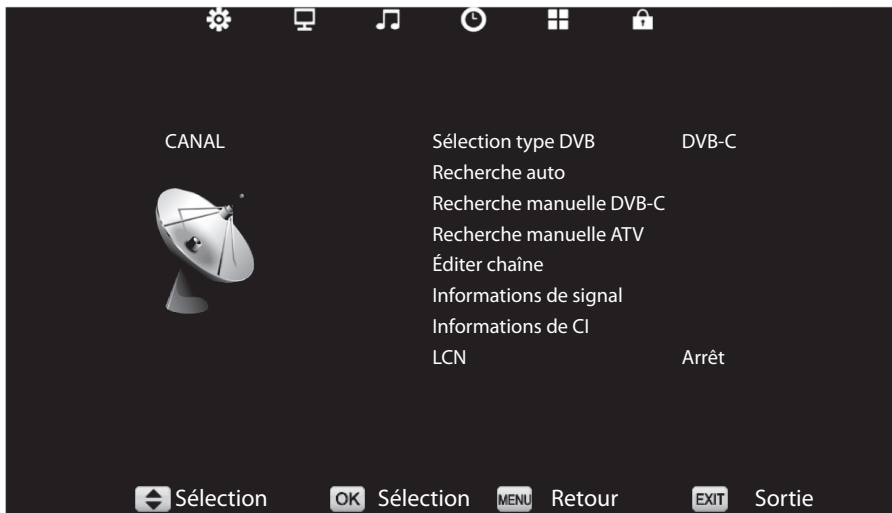 CANAL
Sélection type DVB DVB-C
Recherche auto
Recherche manuelle DVB-C
Recherche manuelle ATV
Éditer chaîne
Informations de signal
Informations de CI
LCN Arrêt
Sélection OK Sélection MENU Retour EXIT Sortie